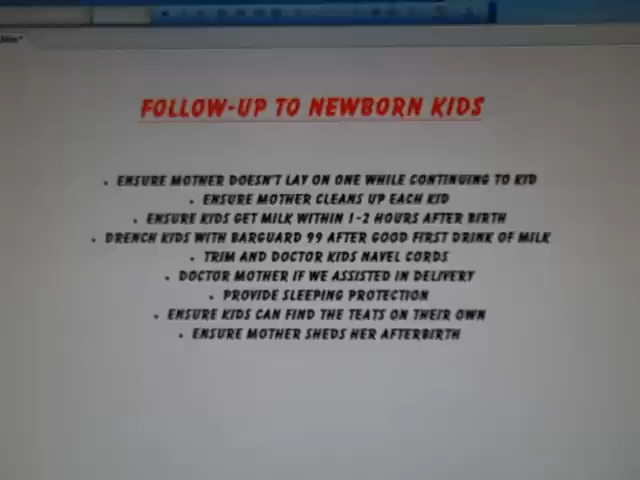 FOLLOW-UP TO NEWBORN KIDS
• ENSURE MOTHER DOESN'T LAY ON ONE WHILE CONTINUING TO KID
• ENSURE MOTHER CLEANS UP EACH KID
• ENSURE KIDS GET MILK WITHIN 1-2 HOURS AFTER BIRTH
• DRENCH KIDS WITH BARGUARD 99 AFTER GOOD FIRST DRINK OF MILK
• TRIM AND DOCTOR KIDS NAVEL CORDS
• DOCTOR MOTHER IF WE ASSISTED IN DELIVERY
• PROVIDE SLEEPING PROTECTION
• ENSURE KIDS CAN FIND THE TEATS ON THEIR OWN
• ENSURE MOTHER SHEDS HER AFTERBIRTH